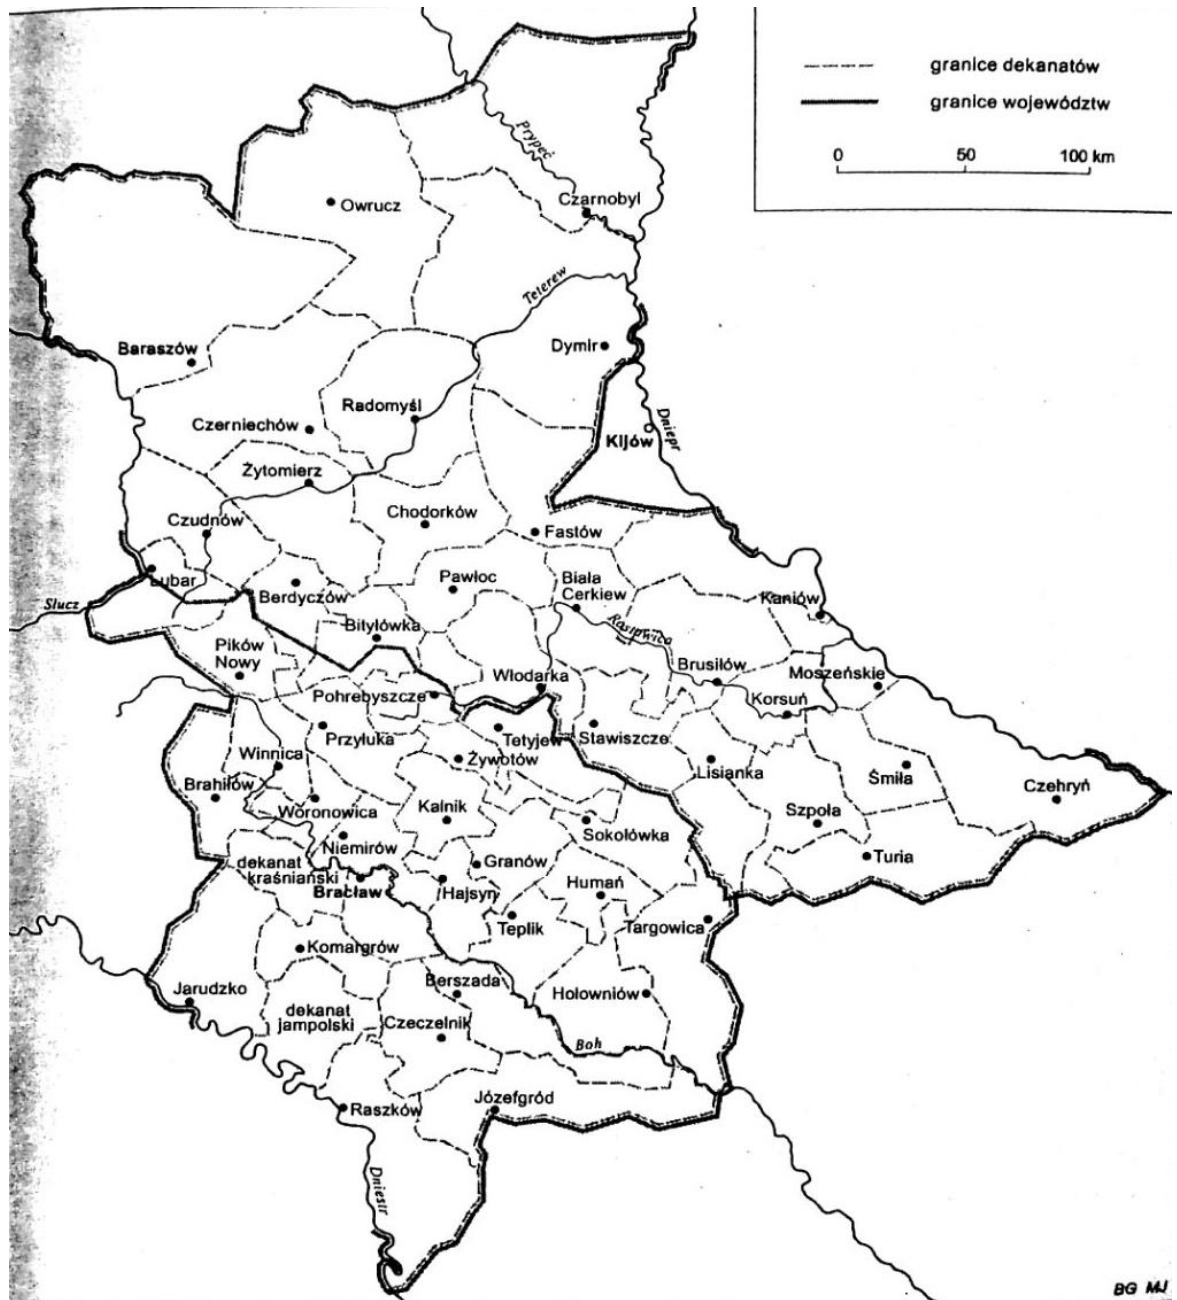 granice dekanatów
granice województw
0 50 100 km
Prypeć
Owrucz
Czarnobyl
Teterew
Baraszów
Dymir
Radomyśl
Czerniechów
Kijów
Dniepr
Żytomierz
Chodorków
Czudnów
Fastów
Lubar
Berdyczów
Pawłoc
Biała
Cerkiew
Kaniów
Słucz
Bityłówka
Pików
Nowy
Brusiłów
Moszeńskie
Włodarka
Korsuń
Pohrebyszcze
Przyłuka
Tetyjew
Stawiszcze
Winnica
Żywotów
Lisianka
Śmiła
Brahiłów
Czehryń
Woronowica
Kalnik
Szpoła
Niemirów
Sokołówka
dekanat
kraśniański
Granów
Turia
Bracław
Hajsyn
Humań
Teplik
Targowica
Komargrów
Jarudzko
Berszada
Hołowniów
dekanat
jampolski
Czeczelnik
Boh
Raszków
Józefgród
Dniestr
BG MJ